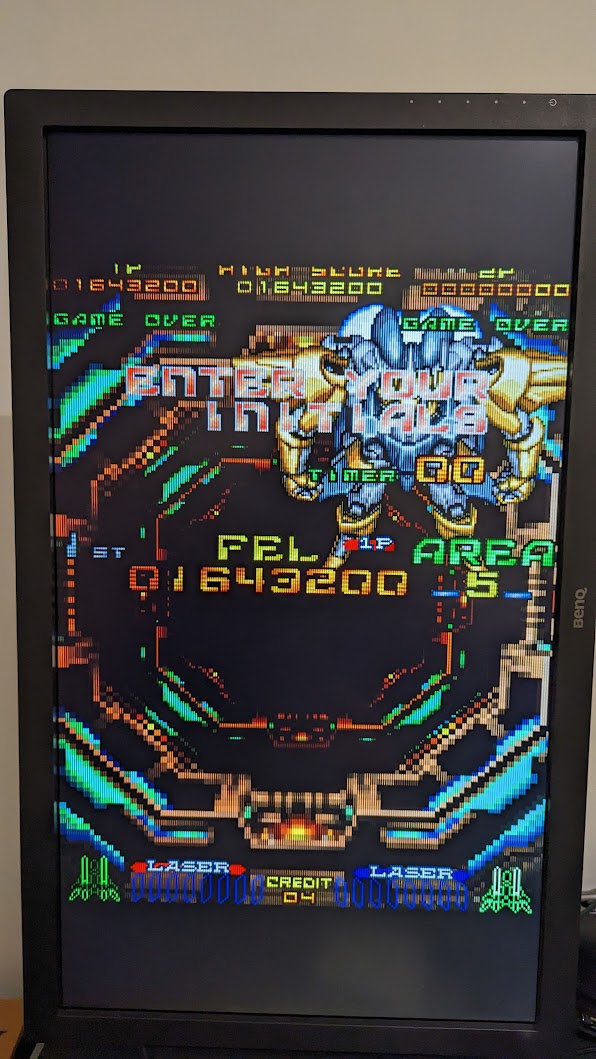 1P HIGH SCORE 2P
01643200 01643200 00000000
GAME OVER GAME OVER
ENTER YOUR
INITIALS
TIMER 00
1ST FBL 1P AREA
01643200 5
BenQ
LASER LASER
CREDIT
04